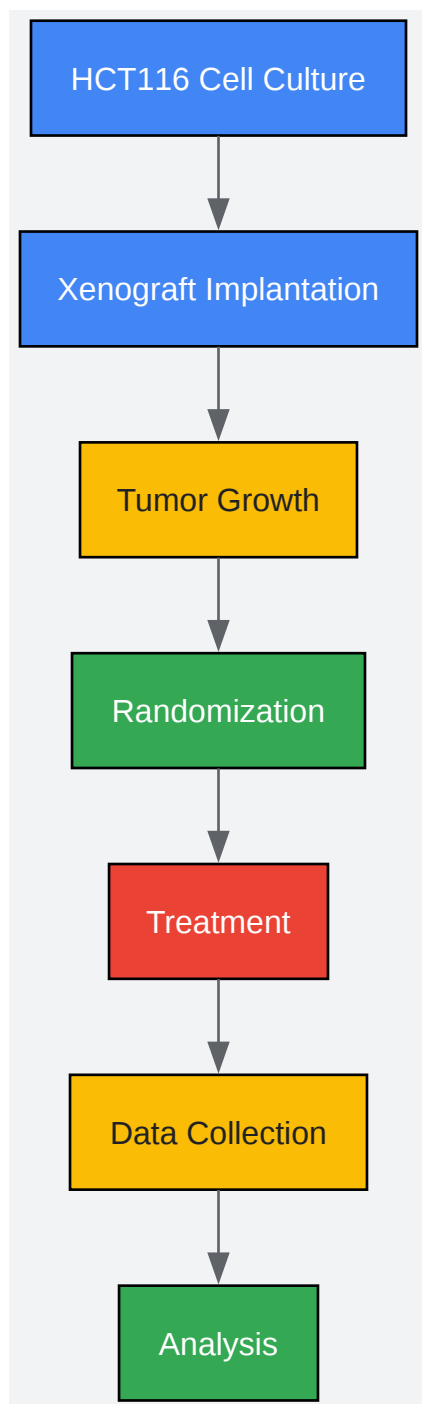 HCT116 Cell Culture
Xenograft Implantation
Tumor Growth
Randomization
Treatment
Data Collection
Analysis